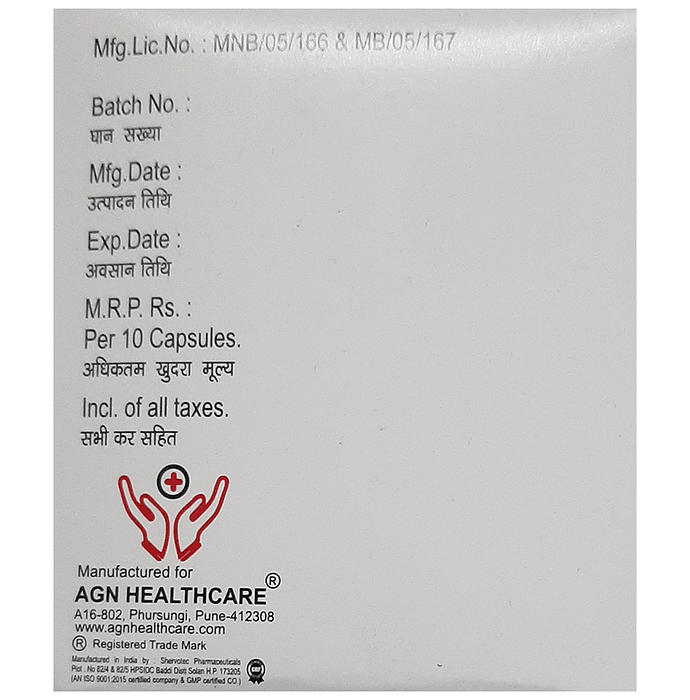 Mfg.Lic.No. : MNB/05/166 & MB/05/167
Batch No. :
घान सख्या
Mfg.Date :
उत्पादन तिथि
Exp.Date :
अवसान तिथि
M.R.P. Rs. :
Per 10 Capsules.
अधिकतम खुदरा मूल्य
Incl. of all taxes.
सभी कर सहित
Manufactured for
AGN HEALTHCARE ®
A16-802, Phursungi, Pune-412308
www.agnhealthcare.com
® Registered Trade Mark
Manufactured in India by : Shervotec Pharmaceuticals
Plot . No 82/4 & 82/5 HPSIDC Baddi Distt Solan H.P. 173205
(AN ISO 9001:2015 certified company & GMP certified CO.)